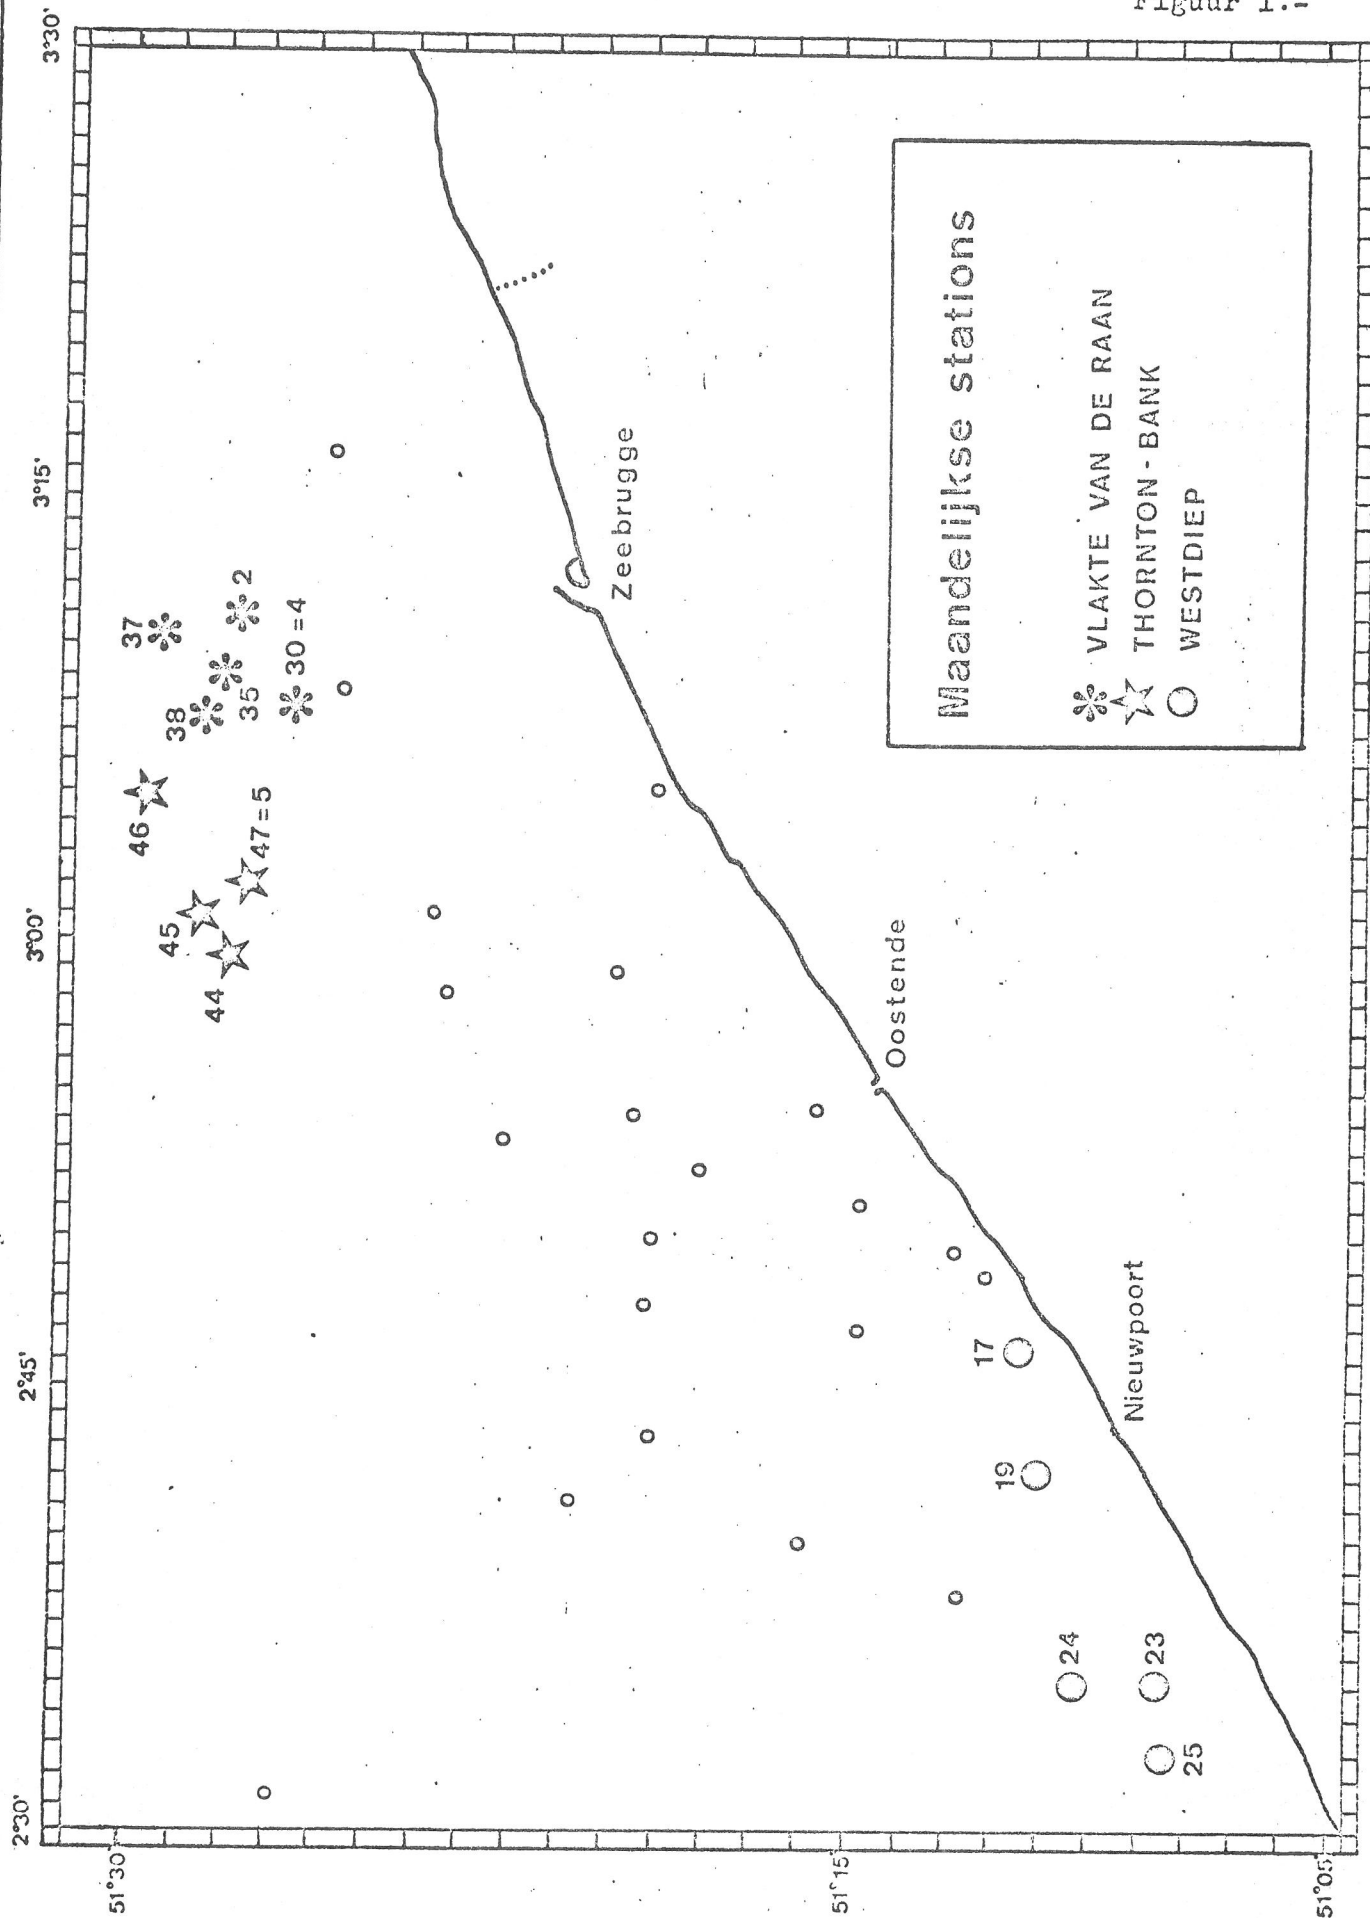 Figuur 1.-
2°30'
2°45'
3°00'
3°15'
3°30'
51°30'
51°15'
51°05'
37
2
38
35
30=4
46
47=5
45
44
Zeebrugge
Oostende
Nieuwpoort
17
19
24
23
25
Maandelijkse stations
VLAKTE VAN DE RAAN
THORNTON-BANK
WESTDIEP